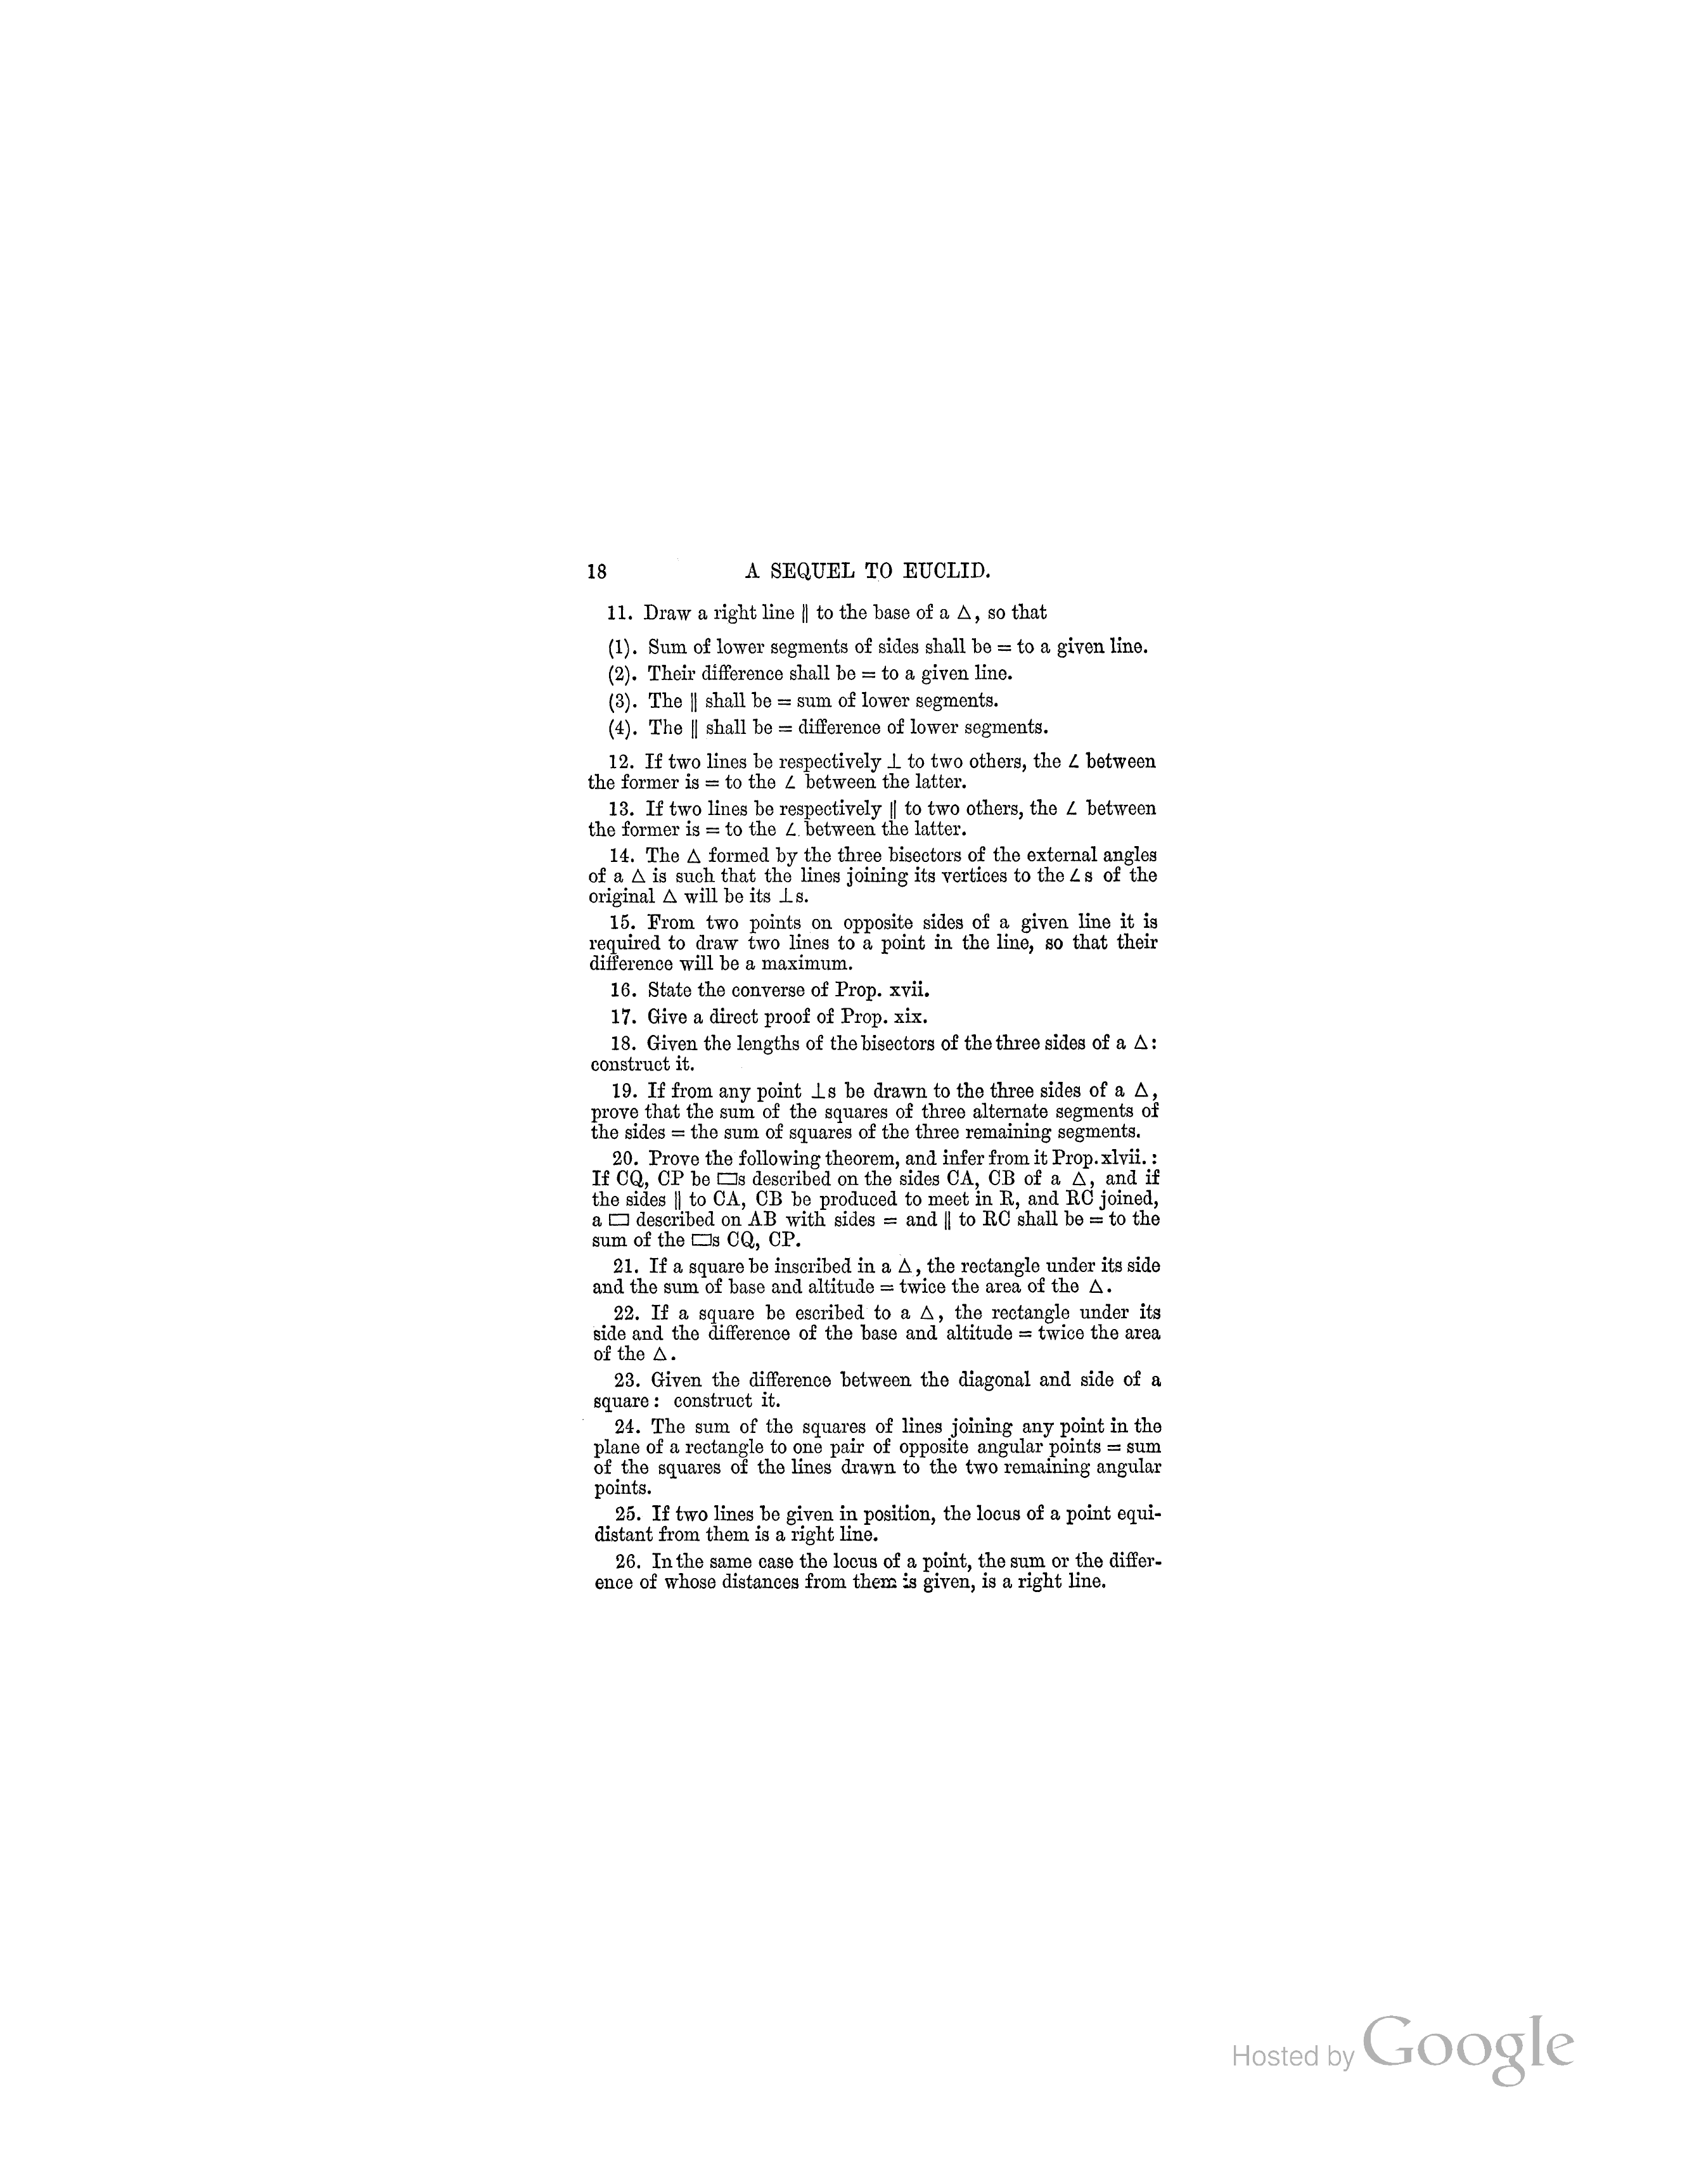 18 A SEQUEL TO EUCLID.
11. Draw a right line ∥ to the base of a △, so that
(1). Sum of lower segments of sides shall be = to a given line.
(2). Their difference shall be = to a given line.
(3). The ∥ shall be = sum of lower segments.
(4). The ∥ shall be = difference of lower segments.
12. If two lines be respectively ⊥ to two others, the ∠ between
the former is = to the ∠ between the latter.
13. If two lines be respectively ∥ to two others, the ∠ between
the former is = to the ∠ between the latter.
14. The △ formed by the three bisectors of the external angles
of a △ is such that the lines joining its vertices to the ∠s of the
original △ will be its ⊥s.
15. From two points on opposite sides of a given line it is
required to draw two lines to a point in the line, so that their
difference will be a maximum.
16. State the converse of Prop. xvii.
17. Give a direct proof of Prop. xix.
18. Given the lengths of the bisectors of the three sides of a △:
construct it.
19. If from any point ⊥s be drawn to the three sides of a △,
prove that the sum of the squares of three alternate segments of
the sides = the sum of squares of the three remaining segments.
20. Prove the following theorem, and infer from it Prop. xlvii. :
If CQ, CP be ▭s described on the sides CA, CB of a △, and if
the sides ∥ to CA, CB be produced to meet in R, and RC joined,
a ▭ described on AB with sides = and ∥ to RC shall be = to the
sum of the ▭s CQ, CP.
21. If a square be inscribed in a △, the rectangle under its side
and the sum of base and altitude = twice the area of the △.
22. If a square be escribed to a △, the rectangle under its
side and the difference of the base and altitude = twice the area
of the △.
23. Given the difference between the diagonal and side of a
square: construct it.
24. The sum of the squares of lines joining any point in the
plane of a rectangle to one pair of opposite angular points = sum
of the squares of the lines drawn to the two remaining angular
points.
25. If two lines be given in position, the locus of a point equi-
distant from them is a right line.
26. In the same case the locus of a point, the sum or the differ-
ence of whose distances from them is given, is a right line.
Hosted by Google